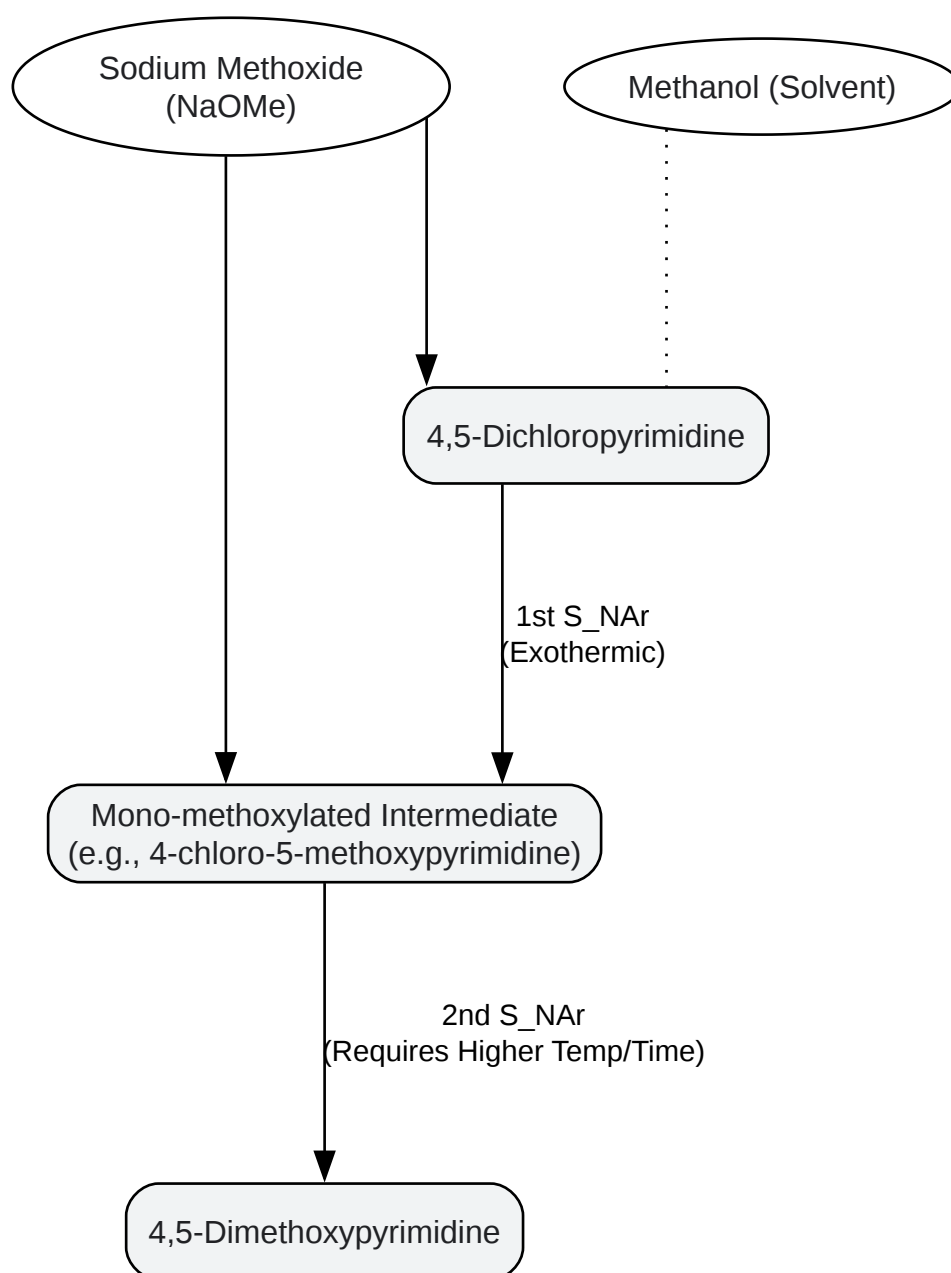 Sodium Methoxide
(NaOMe)
Methanol (Solvent)
4,5-Dichloropyrimidine
1st S_NAr
(Exothermic)
Mono-methoxylated Intermediate
(e.g., 4-chloro-5-methoxypyrimidine)
2nd S_NAr
(Requires Higher Temp/Time)
4,5-Dimethoxypyrimidine